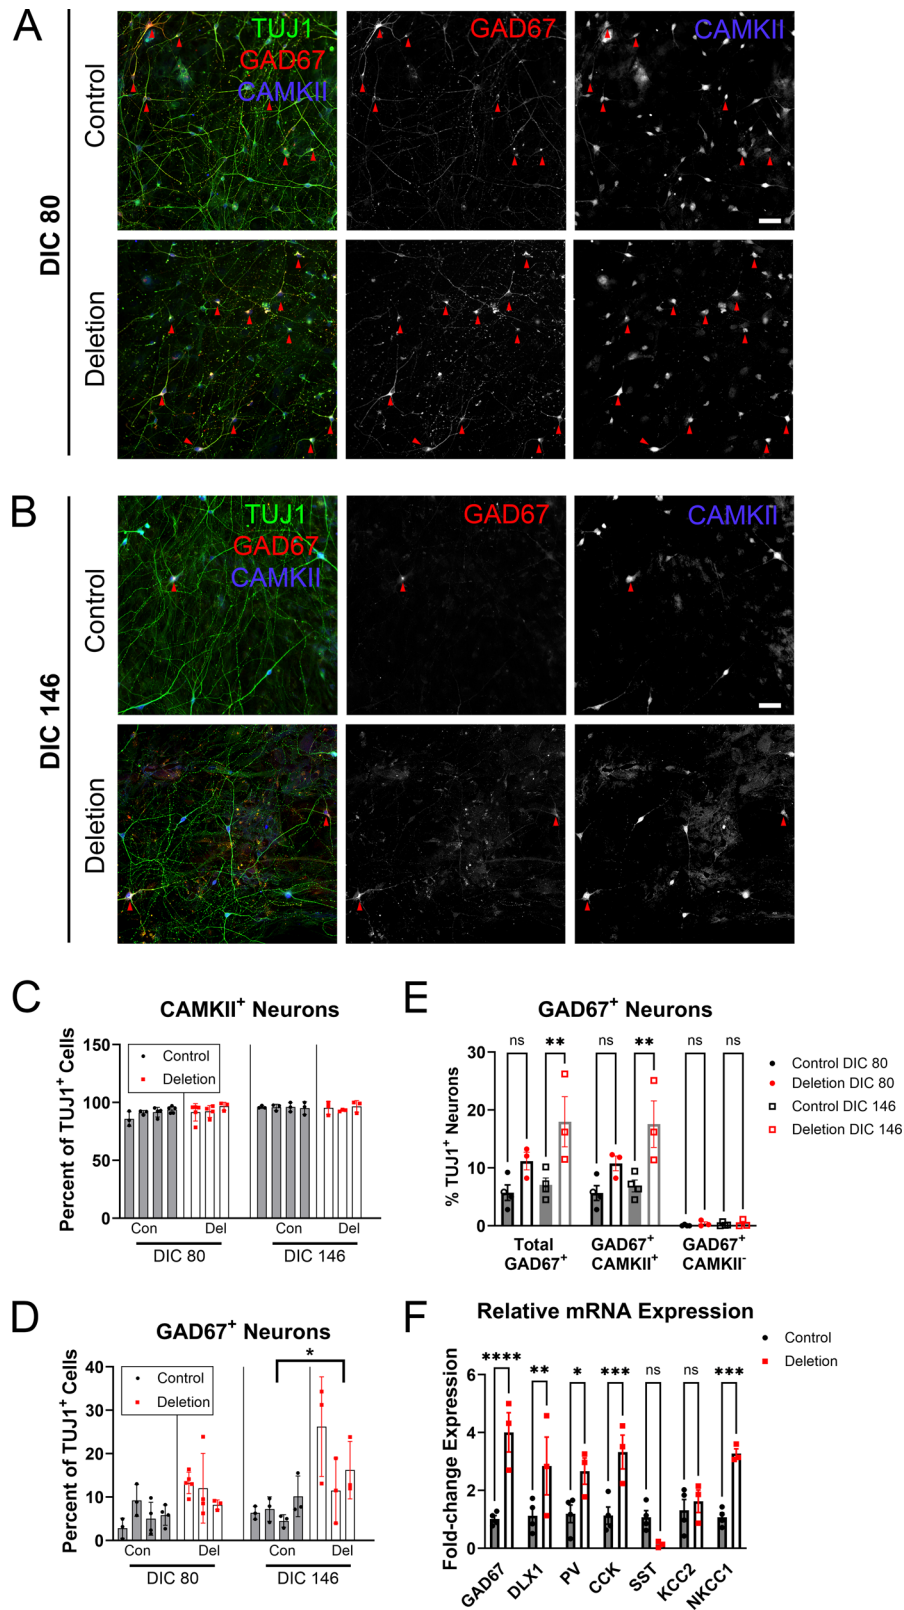 A
TUJ1
GAD67
CAMKII
GAD67
CAMKII
Control
Deletion
DIC 80
B
TUJ1
GAD67
CAMKII
GAD67
CAMKII
Control
Deletion
DIC 146
C
CAMKII⁺ Neurons
Percent of TUJ1⁺ Cells
150
100
50
0
Control
Deletion
Con
Del
Con
Del
DIC 80
DIC 146
D
GAD67⁺ Neurons
Percent of TUJ1⁺ Cells
40
30
20
10
0
Control
Deletion
*
Con
Del
Con
Del
DIC 80
DIC 146
E
GAD67⁺ Neurons
% TUJ1⁺ Neurons
30
20
10
0
ns
**
ns
**
ns
ns
Control DIC 80
Deletion DIC 80
Control DIC 146
Deletion DIC 146
Total
GAD67⁺
GAD67⁺
CAMKII⁺
GAD67⁺
CAMKII⁻
F
Relative mRNA Expression
Fold-change Expression
6
4
2
0
****
**
*
***
ns
ns
***
Control
Deletion
GAD67
DLX1
PV
CCK
SST
KCC2
NKCC1